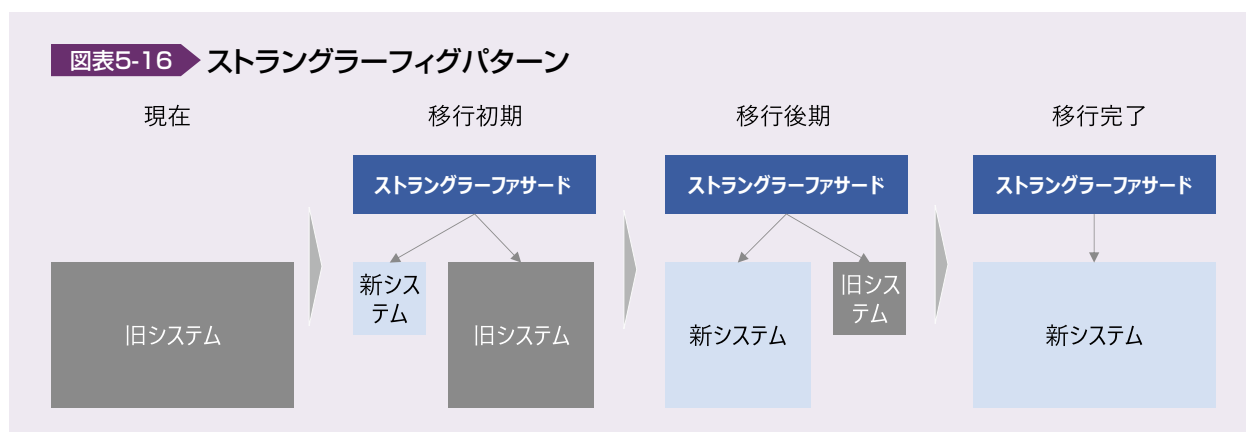 図表5-16 ストラングラーフィグパターン
現在
移行初期
移行後期
移行完了
ストラングラーファサード
ストラングラーファサード
ストラングラーファサード
旧システム
新シス
テム
旧システム
新システム
旧シス
テム
新システム